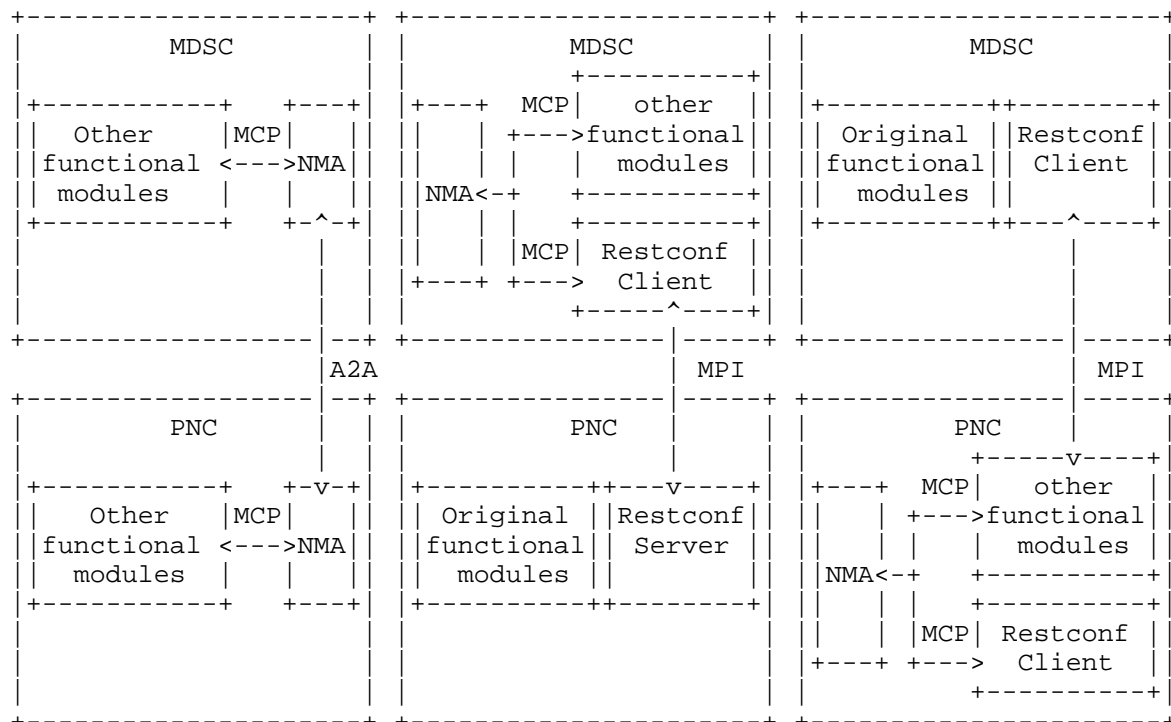 MDSC MDSC MDSC
MCP other
Other MCP functional Original Restconf
functional NMA modules functional Client
modules NMA modules
MCP Restconf
Client
A2A MPI MPI
PNC PNC PNC
MCP other
Other MCP Original Restconf functional
functional NMA functional Server modules
modules modules NMA
MCP Restconf
Client